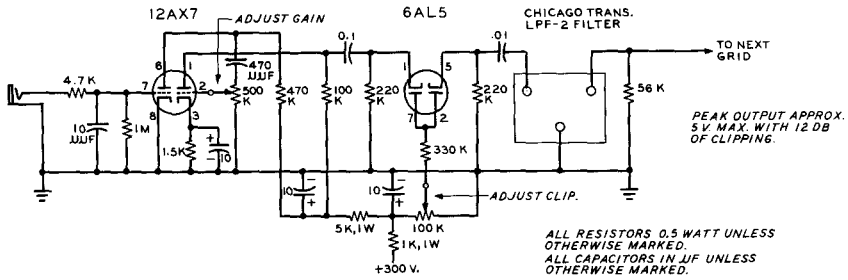 12AX7
ADJUST GAIN
6AL5
CHICAGO TRANS.
LPF-2 FILTER
TO NEXT
GRID
6
1
470
µµF
0.1
.01
1
5
4.7 K
7
2
500
K
470
K
100
K
220
K
220
K
56 K
10
µµF
1M
8
3
1.5K
+
-
10
7
2
330 K
PEAK OUTPUT APPROX.
5 V. MAX. WITH 12 DB
OF CLIPPING.
10
-
+
10
-
+
ADJUST CLIP.
5K, 1W
100 K
1K, 1W
+300 V.
ALL RESISTORS 0.5 WATT UNLESS
OTHERWISE MARKED.
ALL CAPACITORS IN µF UNLESS
OTHERWISE MARKED.